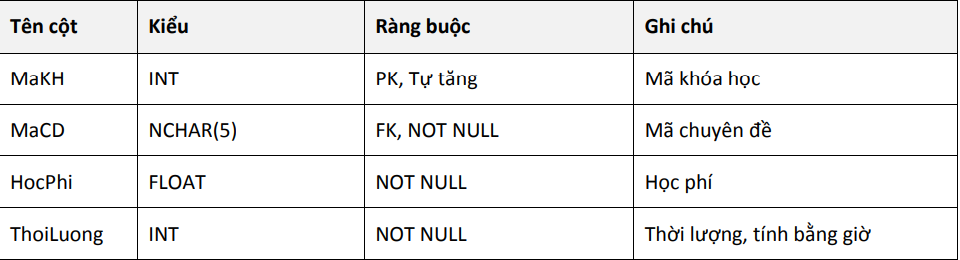 Tên cột Kiểu Ràng buộc Ghi chú
MaKH INT PK, Tự tăng Mã khóa học
MaCD NCHAR(5) FK, NOT NULL Mã chuyên đề
HocPhi FLOAT NOT NULL Học phí
ThoiLuong INT NOT NULL Thời lượng, tính bằng giờ